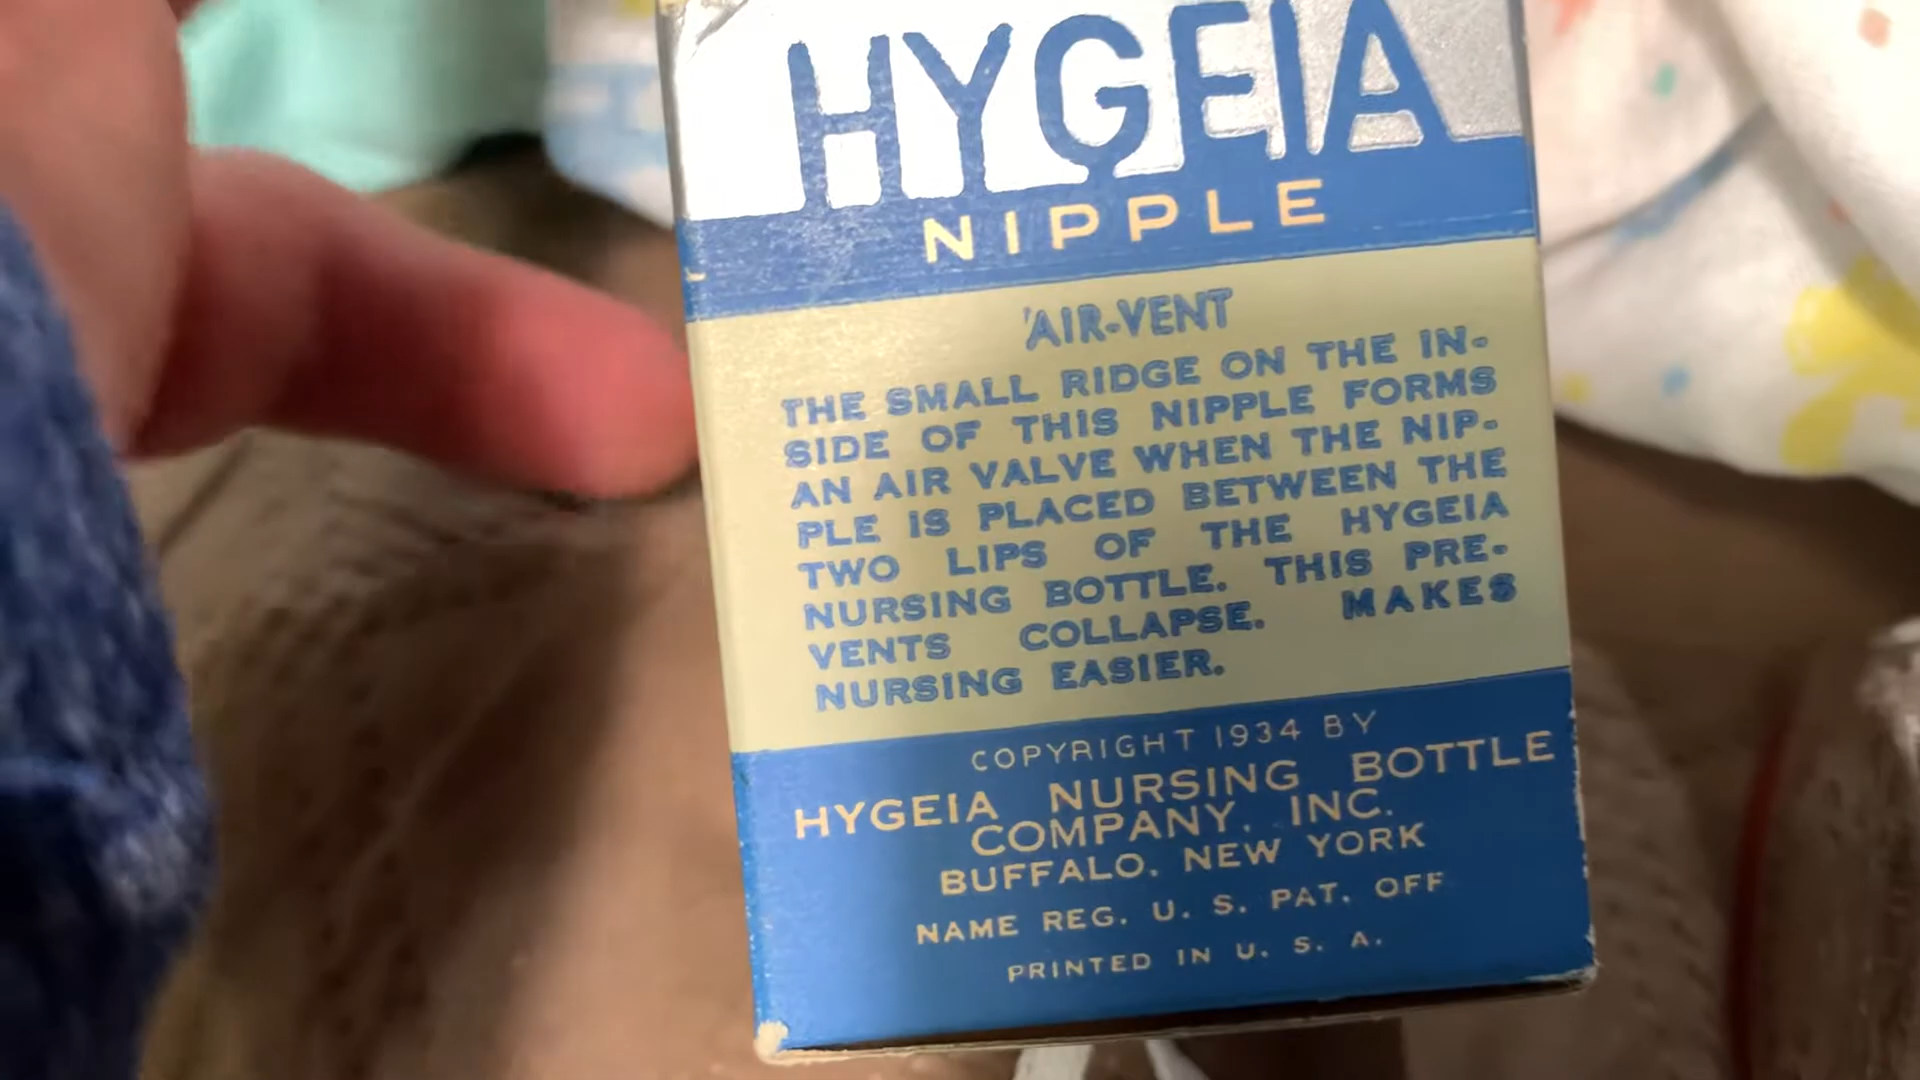 HYGEIA
NIPPLE
'AIR-VENT
THE SMALL RIDGE ON THE IN-
SIDE OF THIS NIPPLE FORMS
AN AIR VALVE WHEN THE NIP-
PLE IS PLACED BETWEEN THE
TWO LIPS OF THE HYGEIA
NURSING BOTTLE. THIS PRE-
VENTS COLLAPSE. MAKES
NURSING EASIER.
COPYRIGHT 1934 BY
HYGEIA NURSING BOTTLE
COMPANY, INC.
BUFFALO, NEW YORK
NAME REG. U. S. PAT. OFF
PRINTED IN U. S. A.